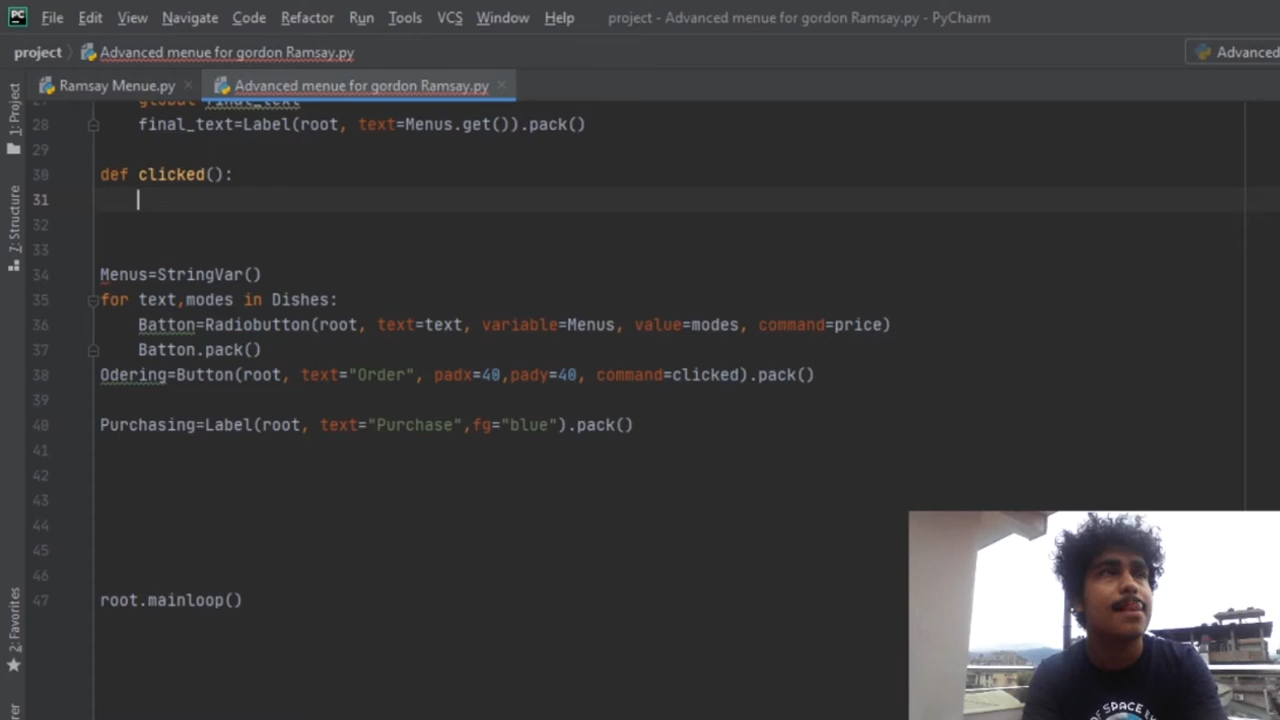 PC File Edit View Navigate Code Refactor Run Tools VCS Window Help project - Advanced menue for gordon Ramsay.py - PyCharm
project Advanced menue for gordon Ramsay.py Advanced
Ramsay Menue.py × Advanced menue for gordon Ramsay.py ×
1: Project
Z: Structure
2: Favorites
27 global final_text
28 final_text=Label(root, text=Menus.get()).pack()
29
30 def clicked():
31
32
33
34 Menus=StringVar()
35 for text,modes in Dishes:
36 Batton=Radiobutton(root, text=text, variable=Menus, value=modes, command=price)
37 Batton.pack()
38 Odering=Button(root, text="Order", padx=40,pady=40, command=clicked).pack()
39
40 Purchasing=Label(root, text="Purchase",fg="blue").pack()
41
42
43
44
45
46
47 root.mainloop()